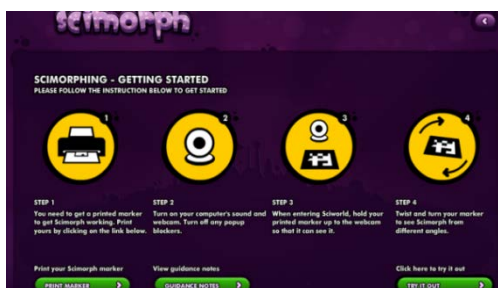 scimorph
SCIMORPHING - GETTING STARTED
PLEASE FOLLOW THE INSTRUCTION BELOW TO GET STARTED
1
2
3
4
STEP 1
You need to get a printed marker
to get Scimorph working. Print
yours by clicking on the link below.
STEP 2
Turn on your computer's sound and
webcam. Turn off any popup
blockers.
STEP 3
When entering Sciworld, hold your
printed marker up to the webcam
so that it can see it.
STEP 4
Twist and turn your marker
to see Scimorph from
different angles.
Print your Scimorph marker
PRINT MARKER
View guidance notes
GUIDANCE NOTES
Click here to try it out
TRY IT OUT